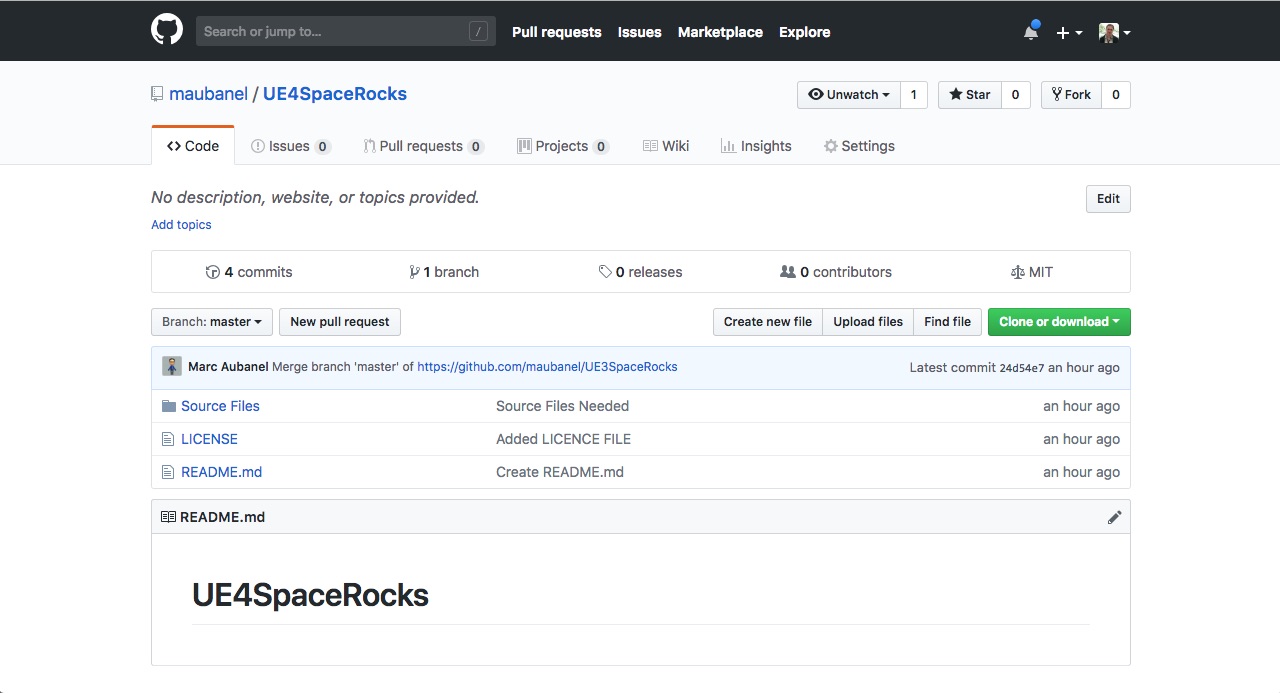 Search or jump to... / Pull requests Issues Marketplace Explore
maubanel / UE4SpaceRocks Unwatch 1 Star 0 Fork 0
Code Issues 0 Pull requests 0 Projects 0 Wiki Insights Settings
No description, website, or topics provided. Edit
Add topics
4 commits 1 branch 0 releases 0 contributors MIT
Branch: master New pull request Create new file Upload files Find file Clone or download
Marc Aubanel Merge branch 'master' of https://github.com/maubanel/UE3SpaceRocks Latest commit 24d54e7 an hour ago
Source Files Source Files Needed an hour ago
LICENSE Added LICENCE FILE an hour ago
README.md Create README.md an hour ago
README.md
UE4SpaceRocks